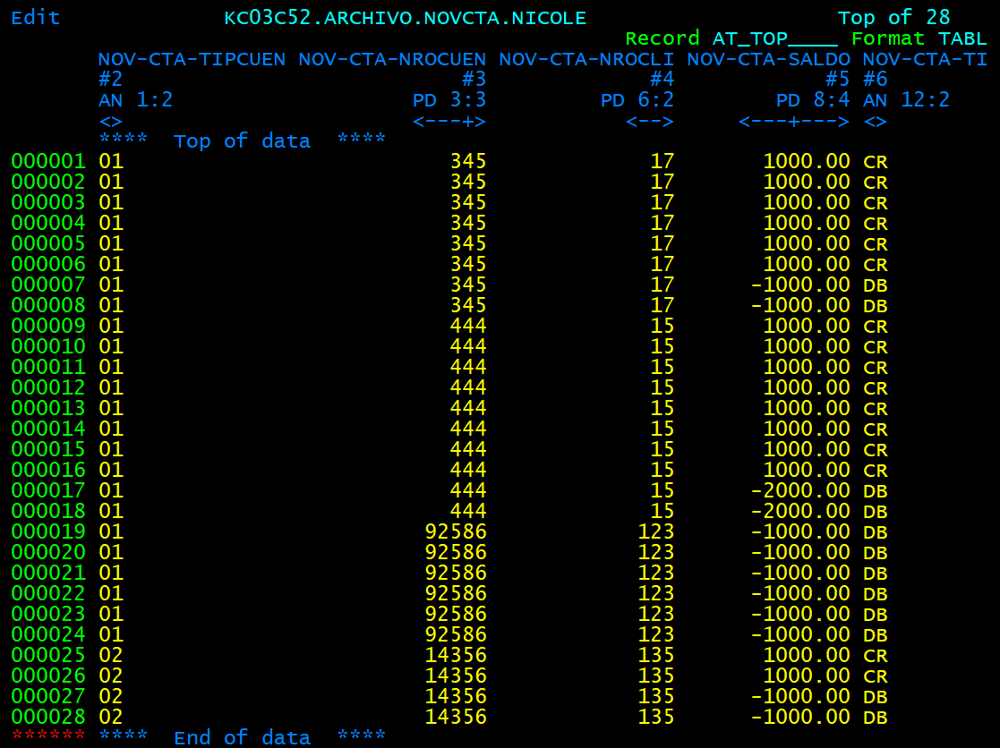 Edit KC03C52.ARCHIVO.NOVCTA.NICOLE Top of 28
Record AT_TOP____ Format TABL
NOV-CTA-TIPCUEN NOV-CTA-NROCUEN NOV-CTA-NROCLI NOV-CTA-SALDO NOV-CTA-TI
#2 #3 #4 #5 #6
AN 1:2 PD 3:3 PD 6:2 PD 8:4 AN 12:2
<> <---+> <--> <---+---> <>
**** Top of data ****
000001 01 345 17 1000.00 CR
000002 01 345 17 1000.00 CR
000003 01 345 17 1000.00 CR
000004 01 345 17 1000.00 CR
000005 01 345 17 1000.00 CR
000006 01 345 17 1000.00 CR
000007 01 345 17 -1000.00 DB
000008 01 345 17 -1000.00 DB
000009 01 444 15 1000.00 CR
000010 01 444 15 1000.00 CR
000011 01 444 15 1000.00 CR
000012 01 444 15 1000.00 CR
000013 01 444 15 1000.00 CR
000014 01 444 15 1000.00 CR
000015 01 444 15 1000.00 CR
000016 01 444 15 1000.00 CR
000017 01 444 15 -2000.00 DB
000018 01 444 15 -2000.00 DB
000019 01 92586 123 -1000.00 DB
000020 01 92586 123 -1000.00 DB
000021 01 92586 123 -1000.00 DB
000022 01 92586 123 -1000.00 DB
000023 01 92586 123 -1000.00 DB
000024 01 92586 123 -1000.00 DB
000025 02 14356 135 1000.00 CR
000026 02 14356 135 1000.00 CR
000027 02 14356 135 -1000.00 DB
000028 02 14356 135 -1000.00 DB
****** **** End of data ****